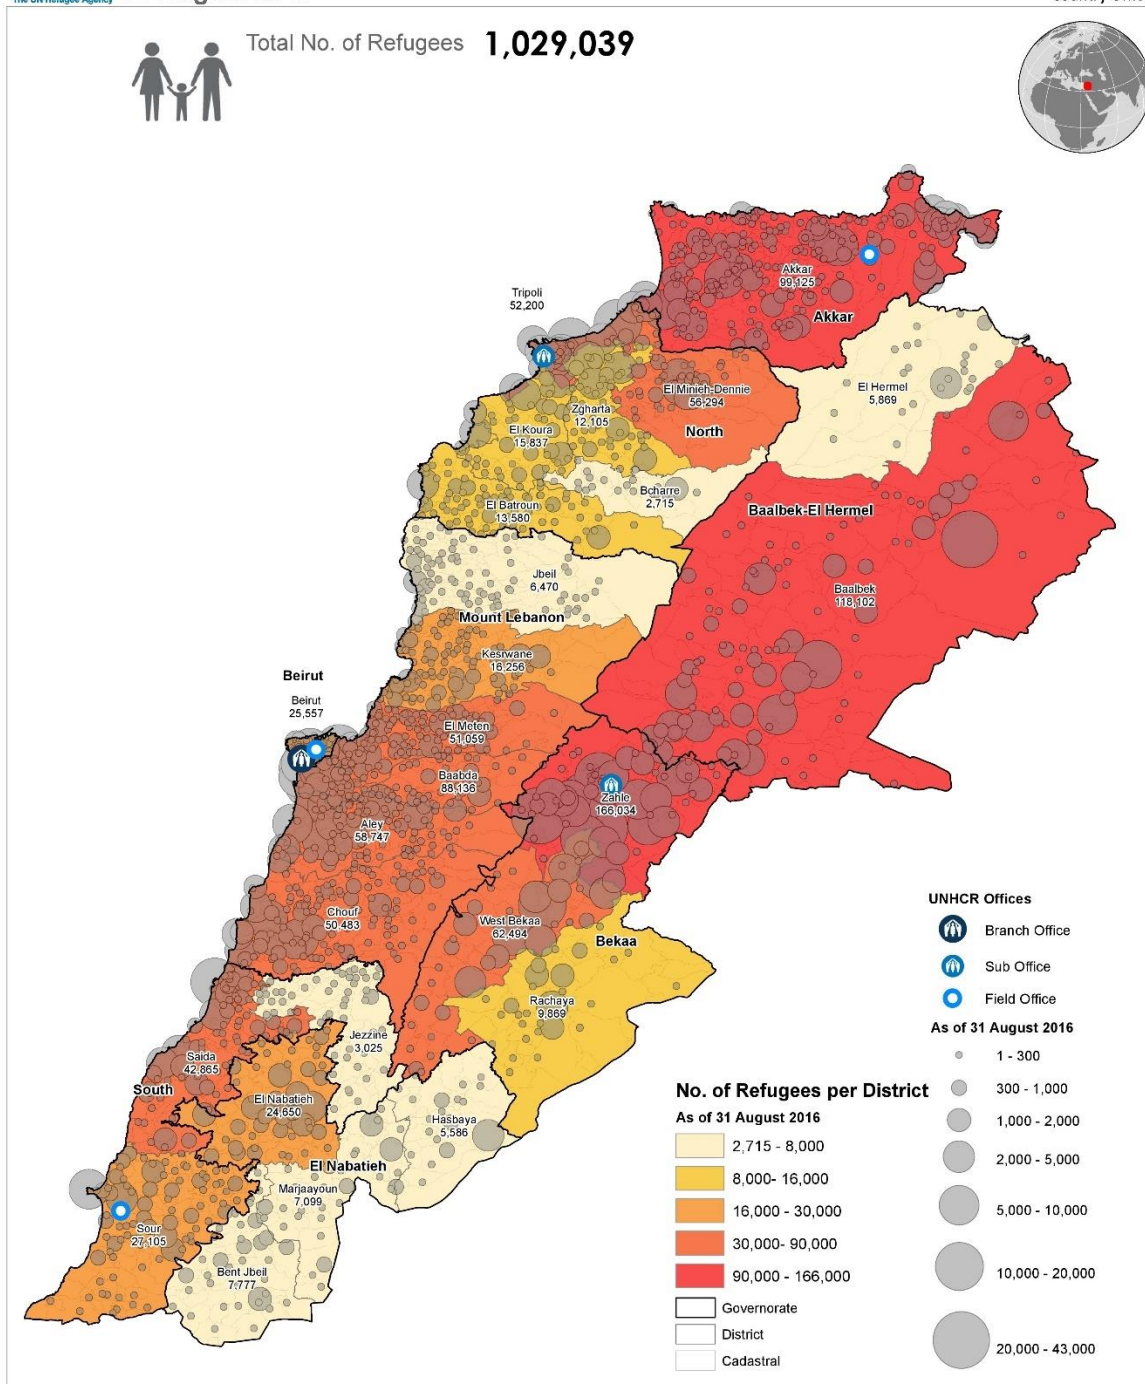 The UN Refugee Agency
Total No. of Refugees 1,029,039
Akkar
99,125
Akkar
Tripoli
52,200
El Hermel
5,869
El Minieh-Dennie
56,294
Zgharta
12,105
El Koura
15,837
North
Bcharre
2,715
El Batroun
13,580
Baalbek-El Hermel
Jbeil
6,470
Baalbek
118,102
Mount Lebanon
Kesrwane
16,256
Beirut
Beirut
25,557
El Meten
51,059
Baabda
88,136
Zahle
166,034
Aley
58,747
Chouf
50,483
West Bekaa
62,494
Bekaa
Rachaya
9,869
Jezzine
3,025
Saida
42,865
South
El Nabatieh
24,650
Hasbaya
5,586
El Nabatieh
Marjaayoun
7,099
Sour
27,105
Bent Jbeil
7,777
UNHCR Offices
Branch Office
Sub Office
Field Office
As of 31 August 2016
1 - 300
300 - 1,000
1,000 - 2,000
2,000 - 5,000
5,000 - 10,000
10,000 - 20,000
20,000 - 43,000
No. of Refugees per District
As of 31 August 2016
2,715 - 8,000
8,000- 16,000
16,000 - 30,000
30,000- 90,000
90,000 - 166,000
Governorate
District
Cadastral